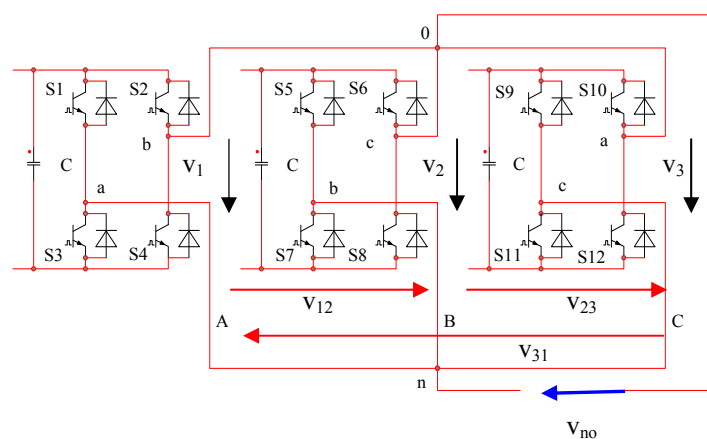 0
S1 S2 S5 S6 S9 S10
b c a
C v1 C v2 C v3
a b c
S3 S4 S7 S8 S11 S12
v12 v23
A B C
v31
n
vno